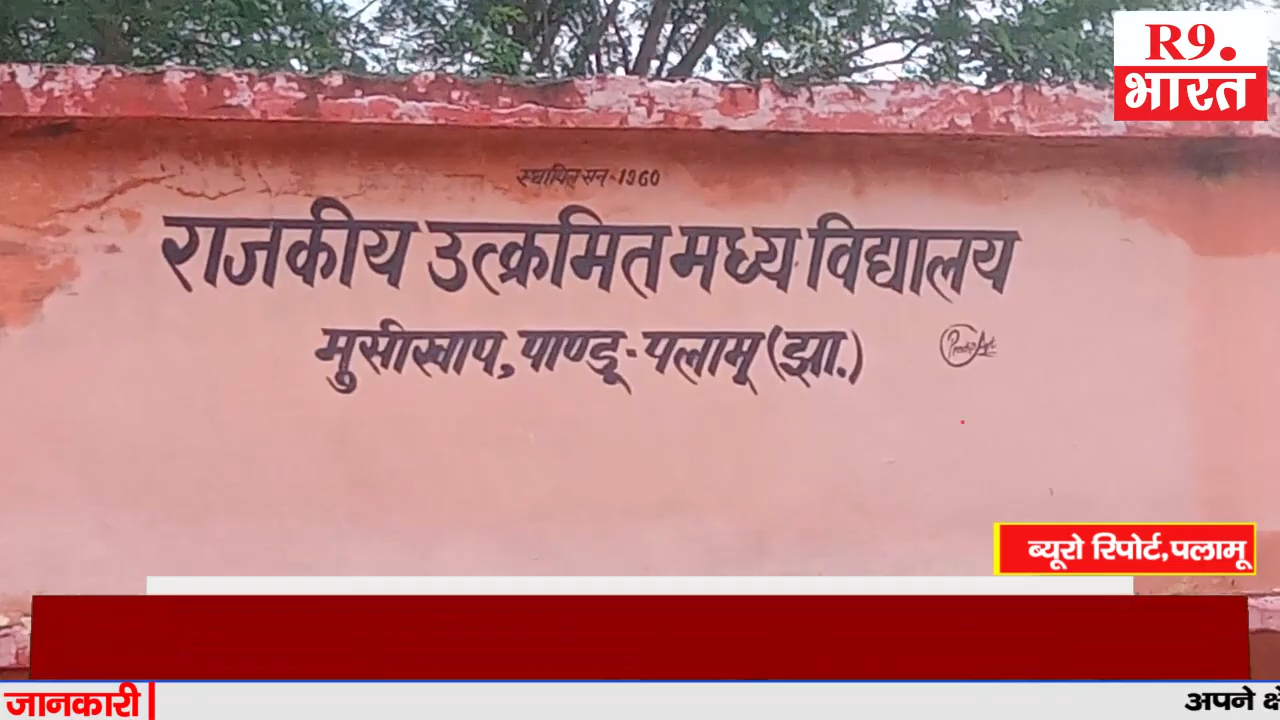 R9.
भारत
स्थापित सन-1960
राजकीय उत्क्रमित मध्य विद्यालय
मुसीखाप, पाण्डू-पलामू (झा.)
ब्यूरो रिपोर्ट,पलामू
जानकारी
अपने